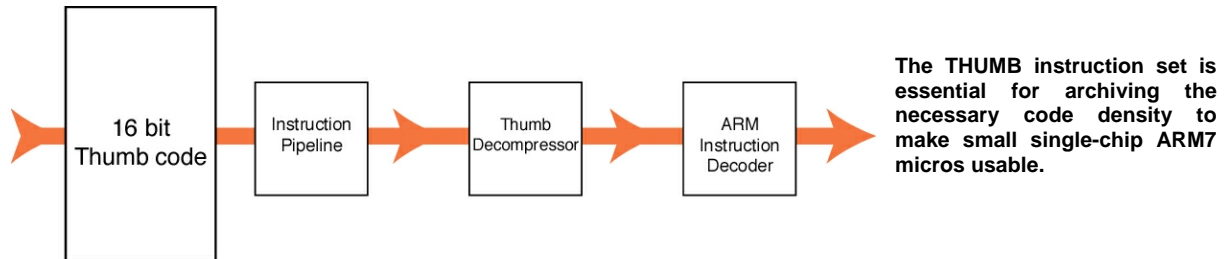 16 bit
Thumb code
Instruction
Pipeline
Thumb
Decompressor
ARM
Instruction
Decoder
The THUMB instruction set is
essential for archiving the
necessary code density to
make small single-chip ARM7
micros usable.